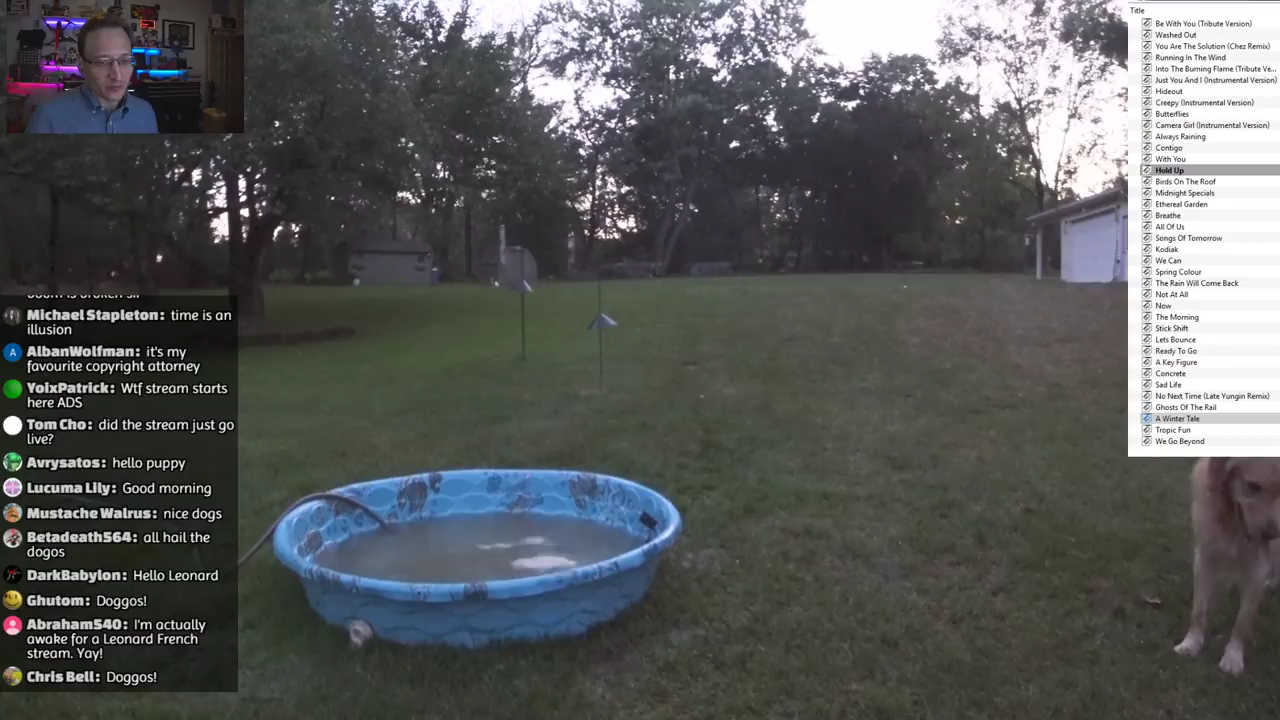 Michael Stapleton: time is an
illusion
AlbanWolfman: it's my
favourite copyright attorney
YoixPatrick: Wtf stream starts
here ADS
Tom Cho: did the stream just go
live?
Avrysatos: hello puppy
Lucuma Lily: Good morning
Mustache Walrus: nice dogs
Betadeath564: all hail the
dogos
DarkBabylon: Hello Leonard
Ghutom: Doggos!
Abraham540: I'm actually
awake for a Leonard French
stream. Yay!
Chris Bell: Doggos!
Title
Be With You (Tribute Version)
Washed Out
You Are The Solution (Chez Remix)
Running In The Wind
Into The Burning Flame (Tribute Ve...
Just You And I (Instrumental Version)
Hideout
Creepy (Instrumental Version)
Butterflies
Camera Girl (Instrumental Version)
Always Raining
Contigo
With You
Hold Up
Birds On The Roof
Midnight Specials
Ethereal Garden
Breathe
All Of Us
Songs Of Tomorrow
Kodiak
We Can
Spring Colour
The Rain Will Come Back
Not At All
Now
The Morning
Stick Shift
Lets Bounce
Ready To Go
A Key Figure
Concrete
Sad Life
No Next Time (Late Yungin Remix)
Ghosts Of The Rail
A Winter Tale
Tropic Fun
We Go Beyond